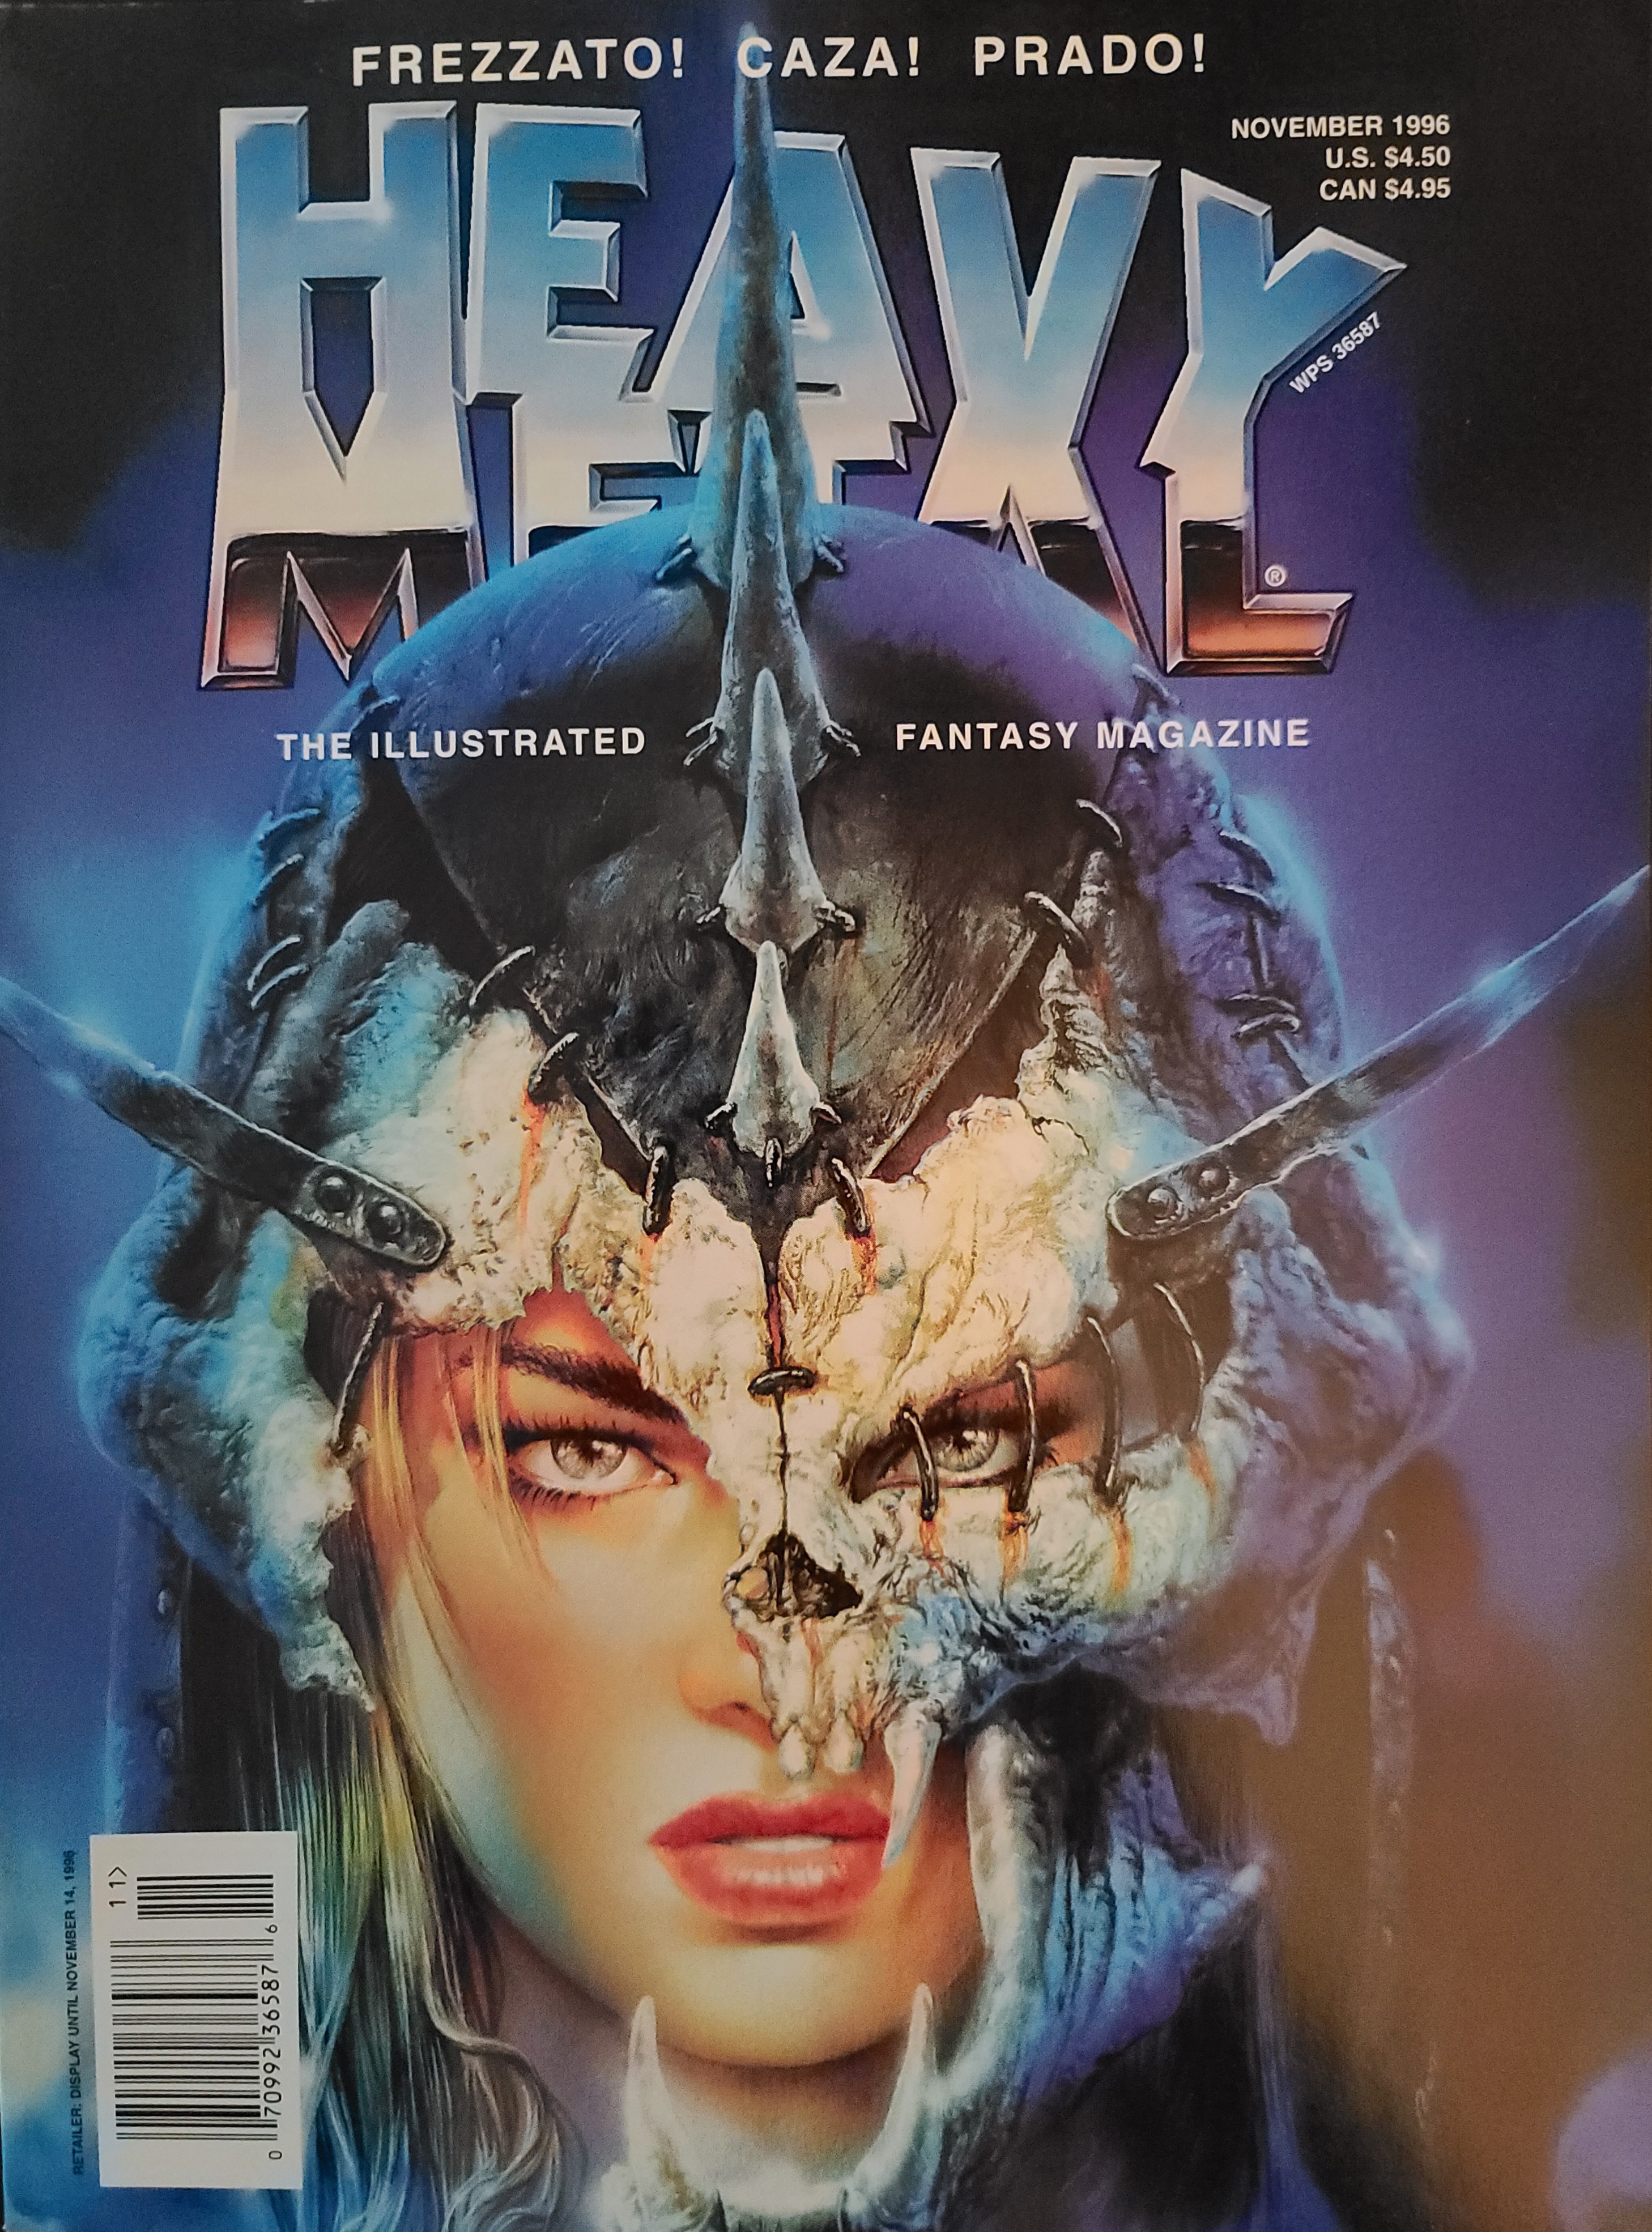 FREZZATO! CAZA! PRADO!
HEAVY
METAL
®
NOVEMBER 1996
U.S. $4.50
CAN $4.95
WPS 36587
THE ILLUSTRATED FANTASY MAGAZINE
RETAILER: DISPLAY UNTIL NOVEMBER 14, 1996
11>
0 70992 36587 6